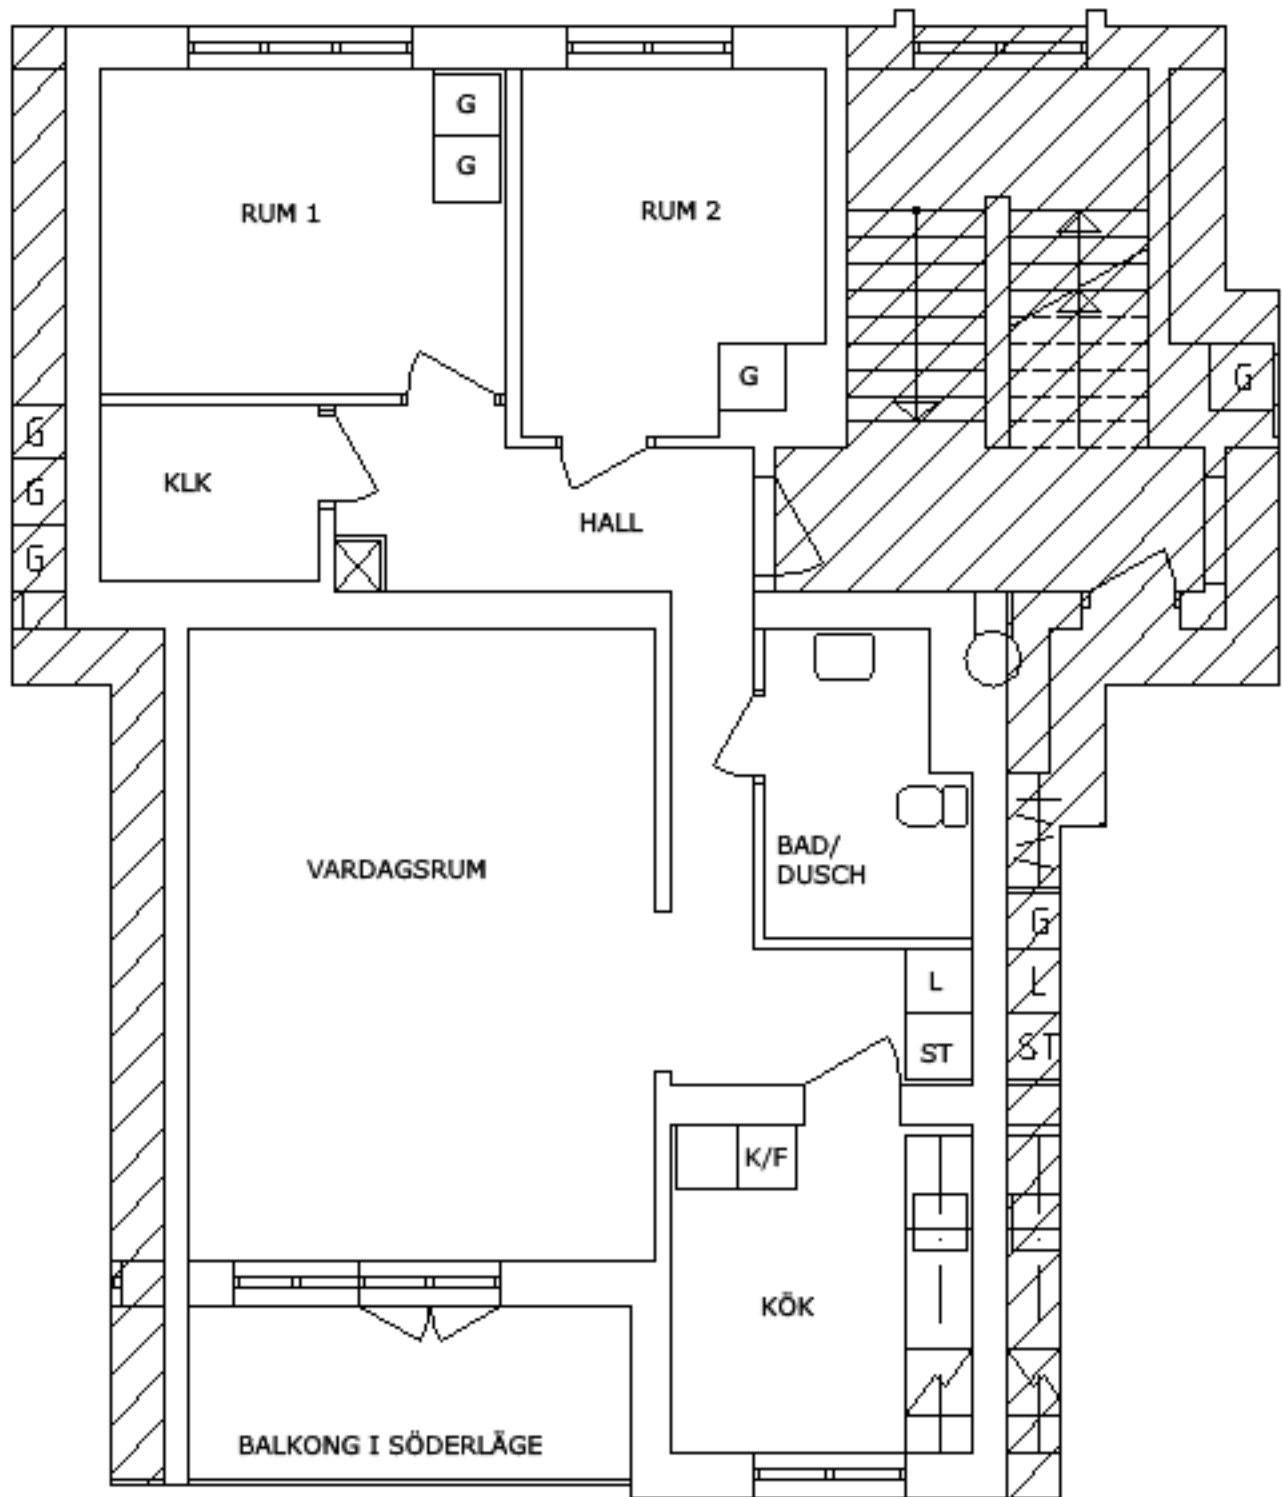 G
G
RUM 1
RUM 2
G
G
G
KLK
G
HALL
G
VARDAGSRUM
BAD/
DUSCH
G
L
L
ST
ST
K/F
KÖK
BALKONG I SÖDERLÄGE